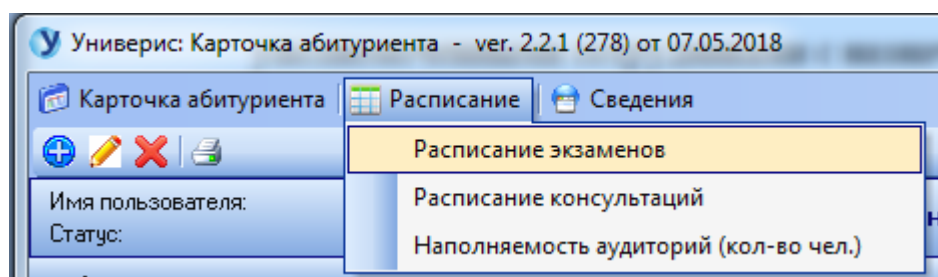 Универис: Карточка абитуриента - ver. 2.2.1 (278) от 07.05.2018
Карточка абитуриента Расписание Сведения
Расписание экзаменов
Имя пользователя:
Статус:
Расписание консультаций
Наполняемость аудиторий (кол-во чел.)